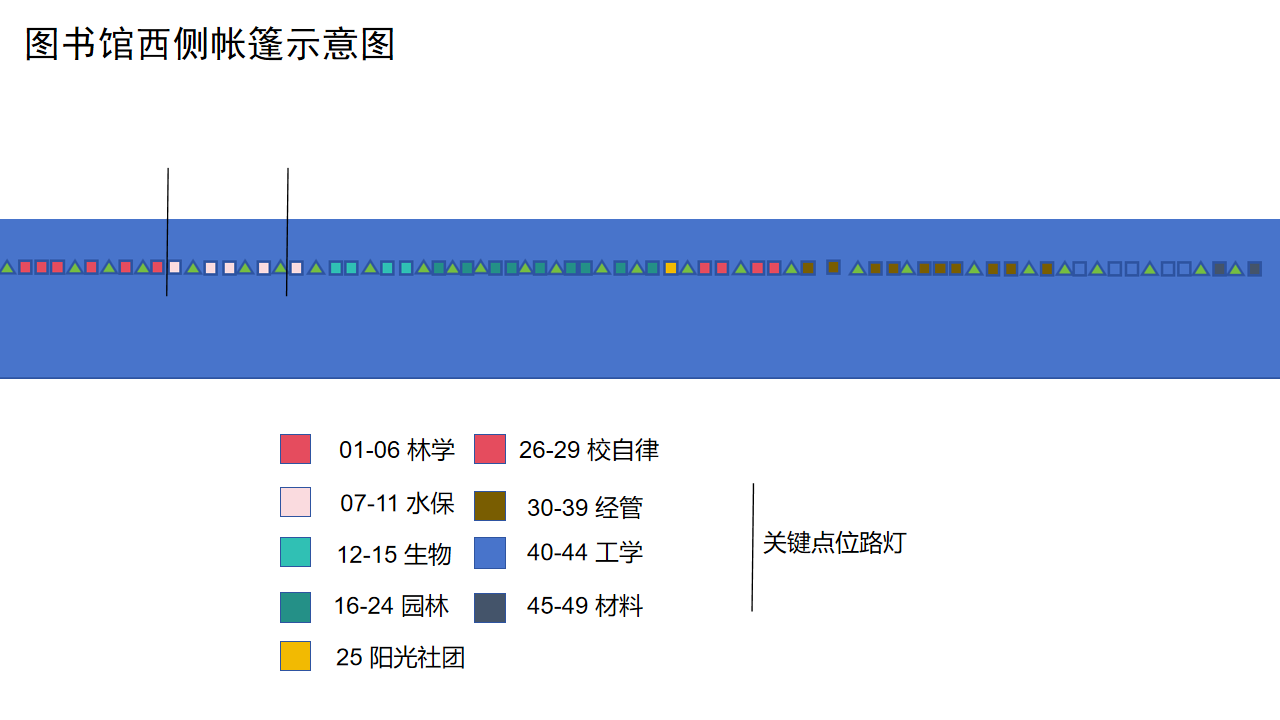 图书馆西侧帐篷示意图
01-06 林学
26-29 校自律
07-11 水保
30-39 经管
12-15 生物
40-44 工学
16-24 园林
45-49 材料
25 阳光社团
关键点位路灯